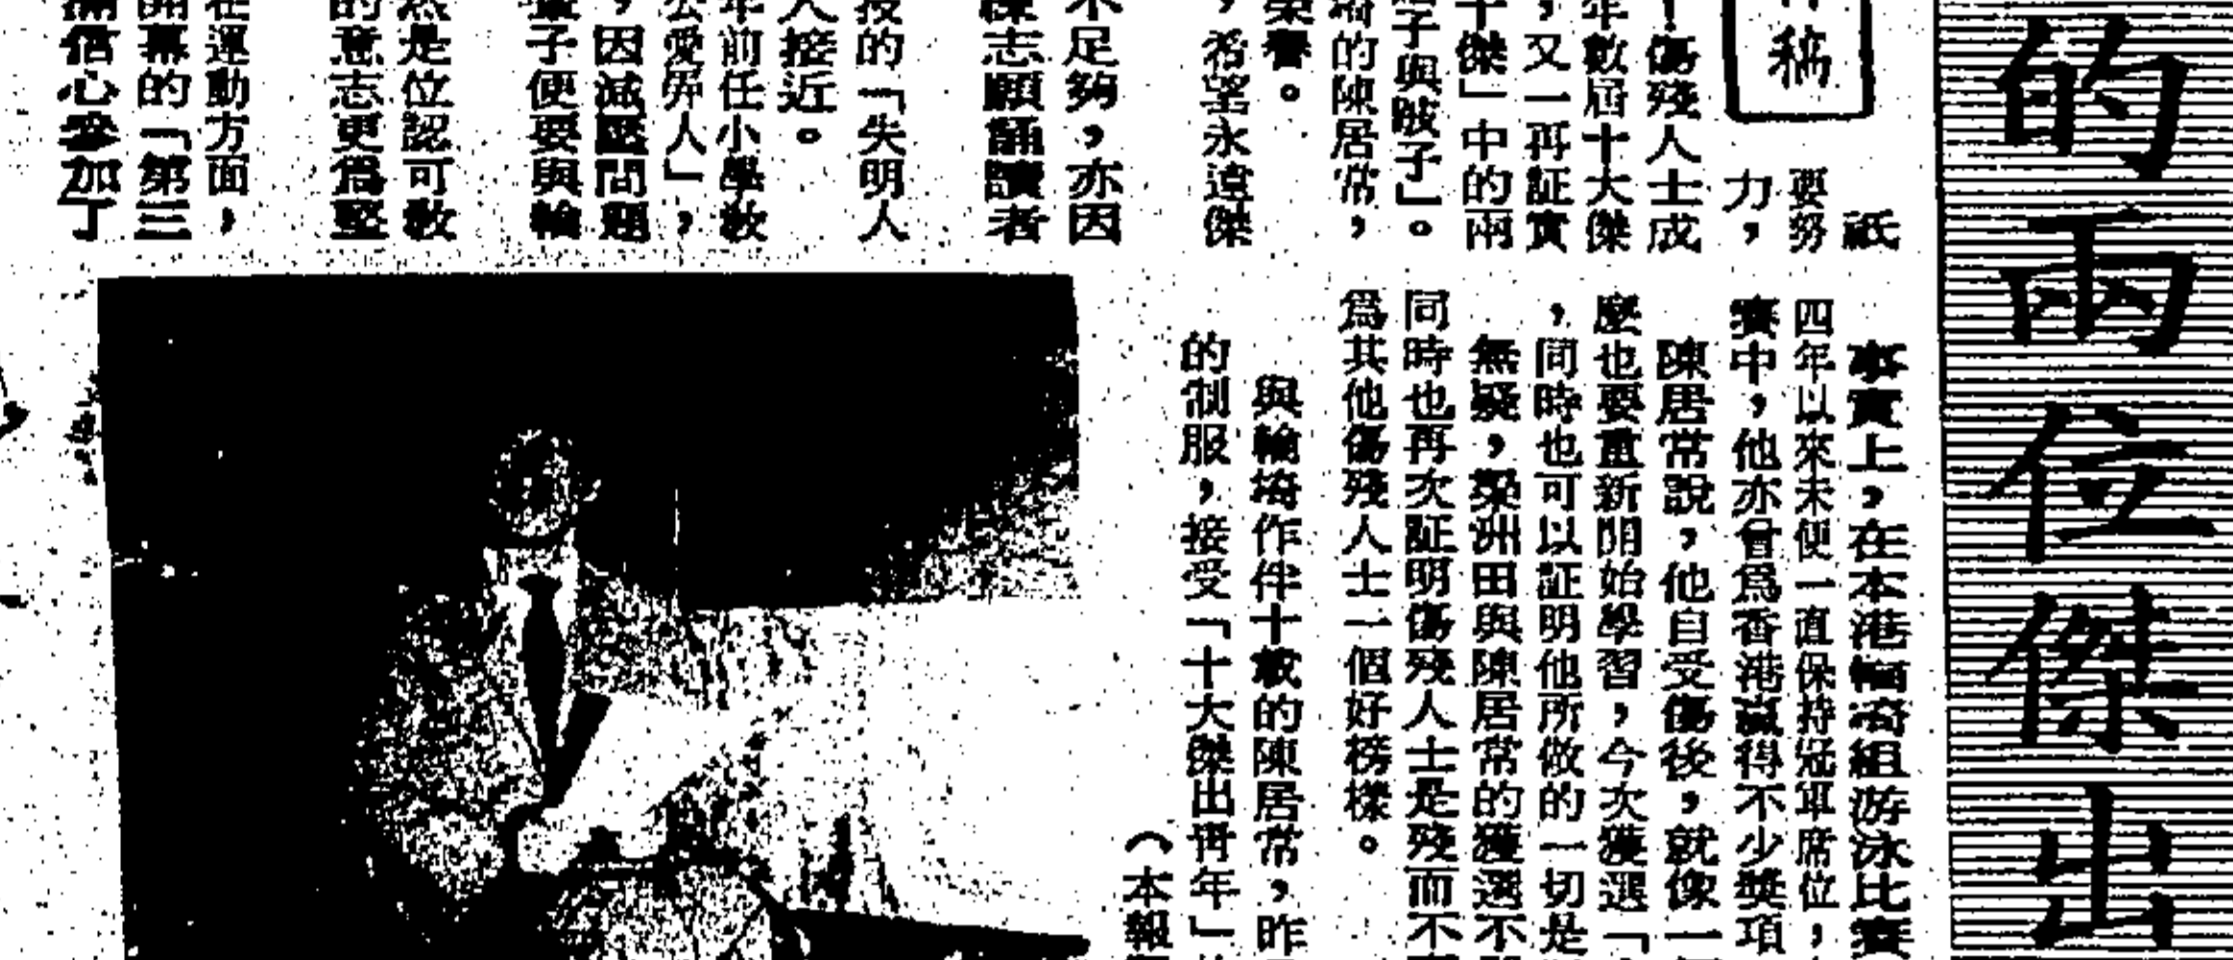 的兩位傑出
稿
祇
要努
力，
！傷殘人士成
年數屆十大傑
，又一再証實
十傑」中的兩
子與跛子」。
的陳居常，
榮譽。
，希望永遠傑
不足夠，亦因
志願誦讀者
的「失明人
人接近。
年前任小學教
公愛弄人」，
，因減壓問題
子便要與輪
然是位認可教
的意志更為堅
在運動方面，
開幕的「第三
滿信心參加了
事實上，在本港輪椅組游泳比賽
四年以來未便一直保持冠軍席位，
賽中，他亦曾為香港贏得不少獎項
陳居常說，他自受傷後，就像一
麼也要重新開始學習，今次獲選「
，同時也可以証明他所做的一切是
無疑，梁洲田與陳居常的獲選不
同時也再次証明傷殘人士是殘而不
為其他傷殘人士一個好榜樣。
與輪椅作伴十載的陳居常，昨
的制服，接受「十大傑出青年」
（本報